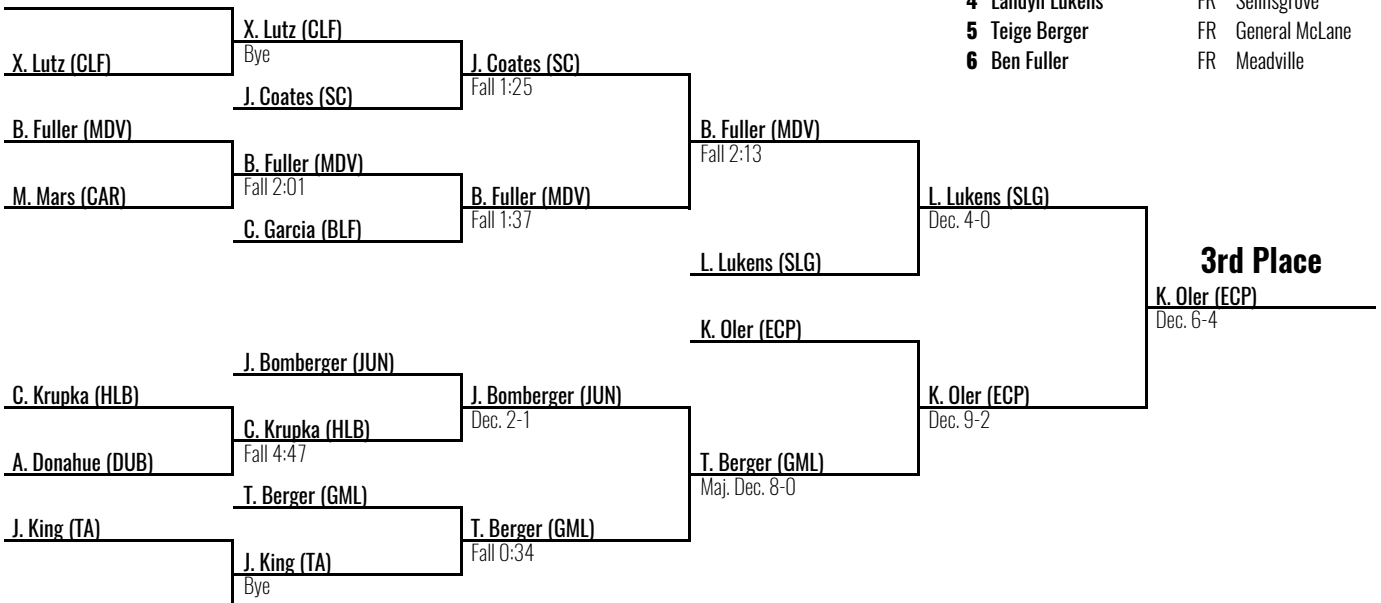 4 Landyn Lukens FR Selinsgrove
5 Teige Berger FR General McLane
6 Ben Fuller FR Meadville
X. Lutz (CLF)
Bye
X. Lutz (CLF)
J. Coates (SC)
Fall 1:25
J. Coates (SC)
B. Fuller (MDV)
B. Fuller (MDV)
Fall 2:13
B. Fuller (MDV)
Fall 2:01
M. Mars (CAR)
B. Fuller (MDV)
Fall 1:37
L. Lukens (SLG)
Dec. 4-0
C. Garcia (BLF)
L. Lukens (SLG)
3rd Place
K. Oler (ECP)
Dec. 6-4
K. Oler (ECP)
J. Bomberger (JUN)
C. Krupka (HLB)
J. Bomberger (JUN)
Dec. 2-1
K. Oler (ECP)
Dec. 9-2
C. Krupka (HLB)
Fall 4:47
A. Donahue (DUB)
T. Berger (GML)
Maj. Dec. 8-0
T. Berger (GML)
J. King (TA)
T. Berger (GML)
Fall 0:34
J. King (TA)
Bye